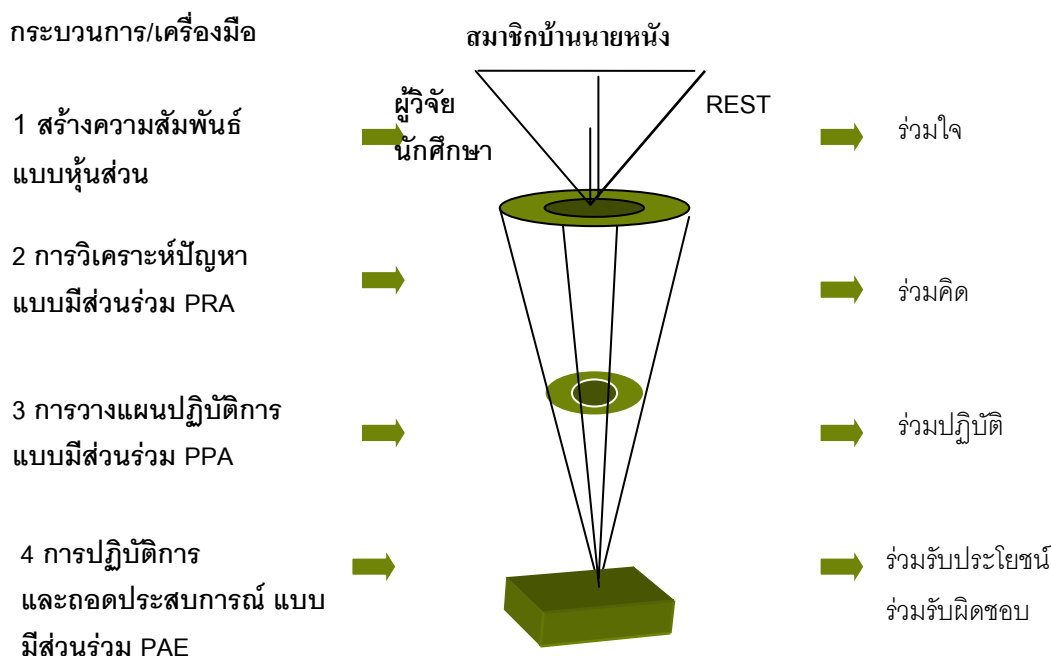 กระบวนการ/เครื่องมือ
สมาชิกบ้านนายหนัง
1 สร้างความสัมพันธ์
แบบหุ้นส่วน
ผู้วิจัย
นักศึกษา
REST
ร่วมใจ
2 การวิเคราะห์ปัญหา
แบบมีส่วนร่วม PRA
ร่วมคิด
3 การวางแผนปฏิบัติการ
แบบมีส่วนร่วม PPA
ร่วมปฏิบัติ
4 การปฏิบัติการ
และถอดประสบการณ์ แบบ
มีส่วนร่วม PAE
ร่วมรับประโยชน์
ร่วมรับผิดชอบ